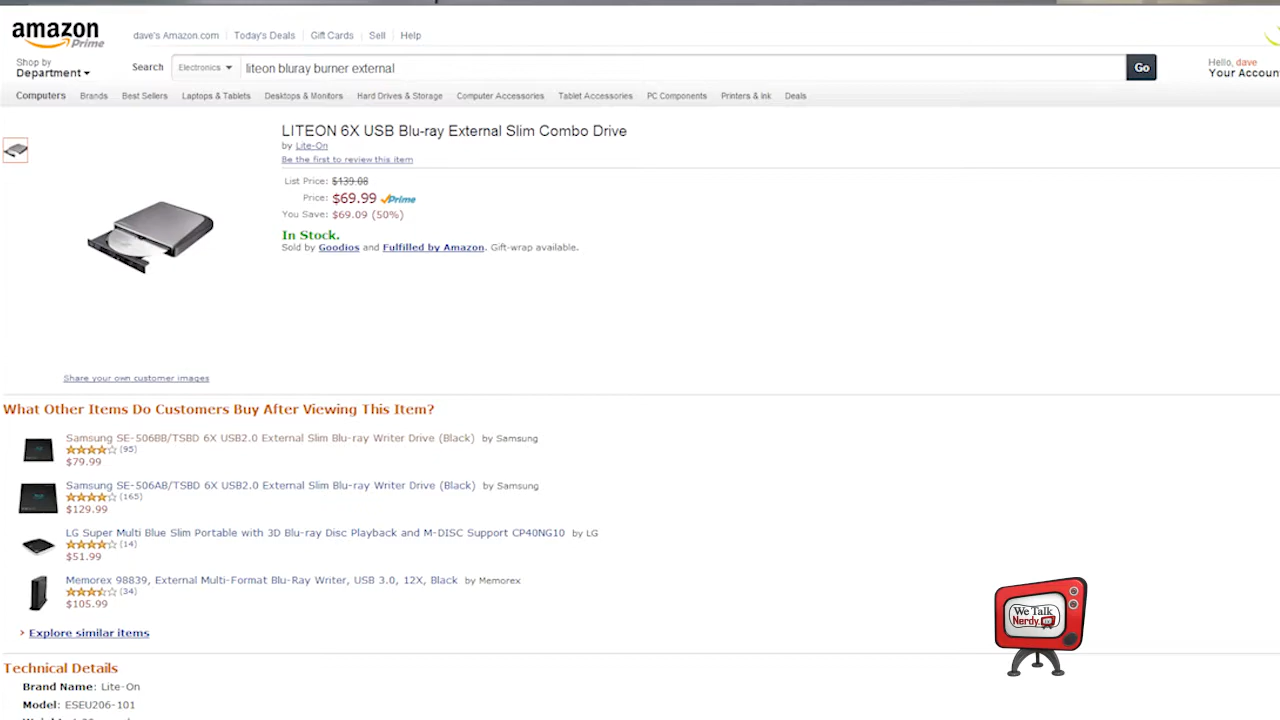 amazon
Prime
dave's Amazon.com
Today's Deals
Gift Cards
Sell
Help
Shop by
Department
Search
Electronics
liteon bluray burner external
Go
Hello, dave
Your Accoun
Computers
Brands
Best Sellers
Laptops & Tablets
Desktops & Monitors
Hard Drives & Storage
Computer Accessories
Tablet Accessories
PC Components
Printers & Ink
Deals
LITEON 6X USB Blu-ray External Slim Combo Drive
by Lite-On
Be the first to review this item
List Price: $139.08
Price: $69.99 Prime
You Save: $69.09 (50%)
In Stock.
Sold by Goodios and Fulfilled by Amazon. Gift-wrap available.
Share your own customer images
What Other Items Do Customers Buy After Viewing This Item?
Samsung SE-506BB/TSBD 6X USB2.0 External Slim Blu-ray Writer Drive (Black) by Samsung
(95)
$79.99
Samsung SE-506AB/TSBD 6X USB2.0 External Slim Blu-ray Writer Drive (Black) by Samsung
(165)
$129.99
LG Super Multi Blue Slim Portable with 3D Blu-ray Disc Playback and M-DISC Support CP40NG10 by LG
(14)
$51.99
Memorex 98839, External Multi-Format Blu-Ray Writer, USB 3.0, 12X, Black by Memorex
(34)
$105.99
› Explore similar items
We Talk
Nerdy
Technical Details
Brand Name: Lite-On
Model: ESEU206-101